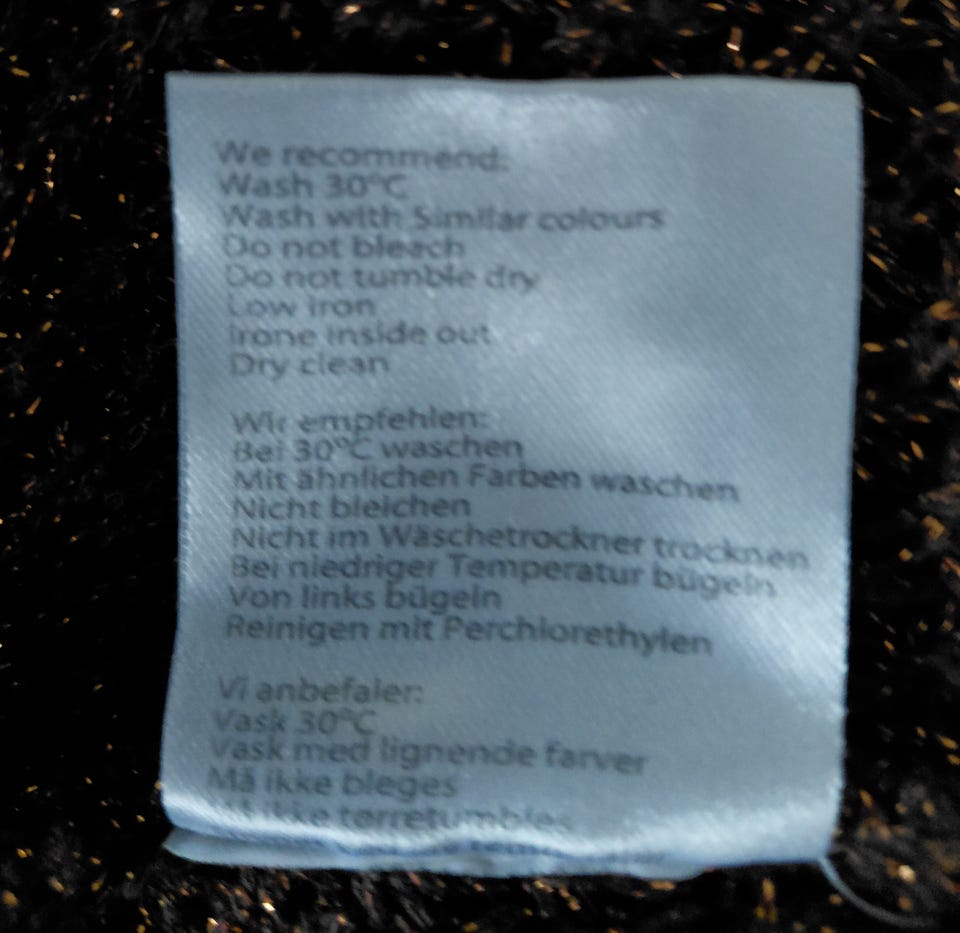 We recommend:
Wash 30°C
Wash with Similar colours
Do not bleach
Do not tumble dry
Low iron
Irone inside out
Dry clean
Wir empfehlen:
Bei 30°C waschen
Mit ähnlichen Farben waschen
Nicht bleichen
Nicht im Wäschetrockner trocknen
Bei niedriger Temperatur bügeln
Von links bügeln
Reinigen mit Perchlorethylen
Vi anbefaler:
Vask 30°C
Vask med lignende farver
Må ikke bleges
Må ikke tørretumbles